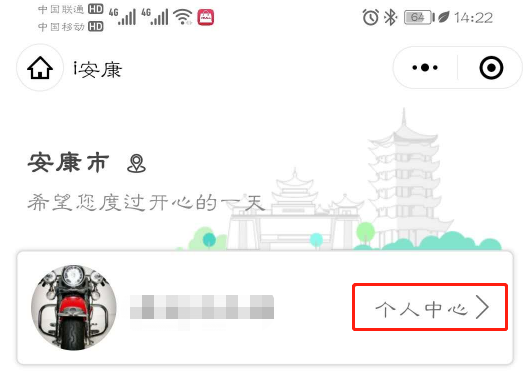 中国联通 HD 4G 4G 64 14:22
中国移动 HD
i安康
安康市
希望您度过开心的一天
个人中心